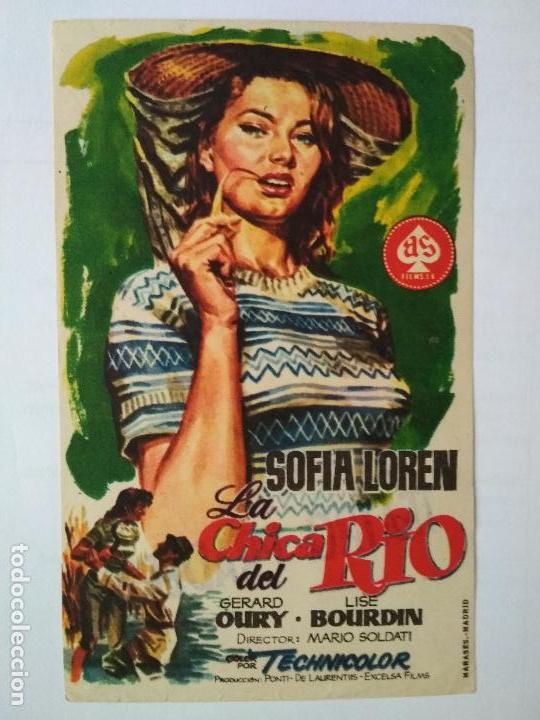 as
FILMS. S A.
SOFIA LOREN
La
Chica
del RIO
GERARD LISE
OURY · BOURDIN
DIRECTOR: MARIO SOLDATI
COLOR POR TECHNICOLOR
PRODUCCION: PONTI-DE LAURENTIIS-EXCELSA FILMS
MARASES.-MADRID
todocoleccion